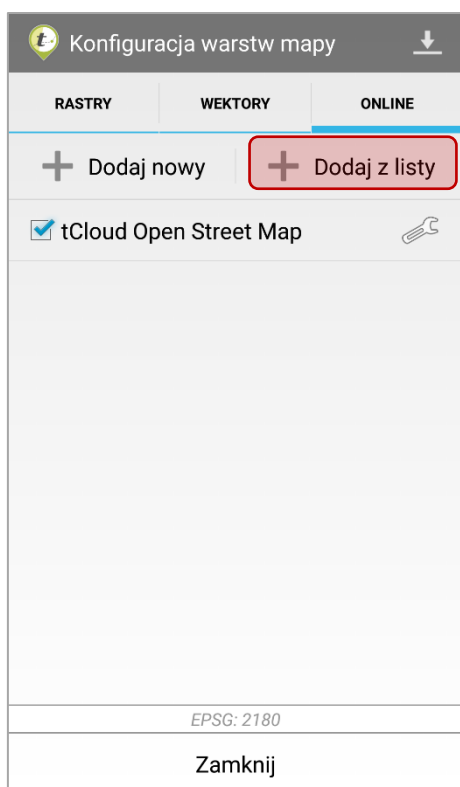 t
Konfiguracja warstw mapy
RASTRY WEKTORY ONLINE
Dodaj nowy Dodaj z listy
tCloud Open Street Map
EPSG: 2180
Zamknij